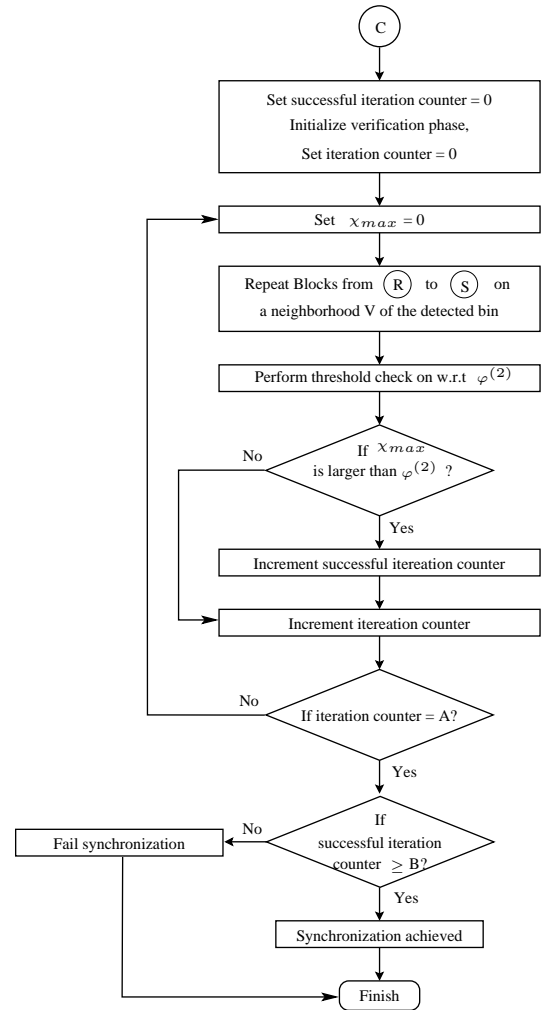 C
Set successful iteration counter = 0
Initialize verification phase,
Set iteration counter = 0
Set χmax = 0
Repeat Blocks from R to S on
a neighborhood V of the detected bin
Perform threshold check on w.r.t φ(2)
If χmax
is larger than φ(2) ?
No
Yes
Increment successful itereation counter
Increment itereation counter
No
If iteration counter = A?
Yes
If
successful iteration
counter ≥ B?
No
Fail synchronization
Yes
Synchronization achieved
Finish